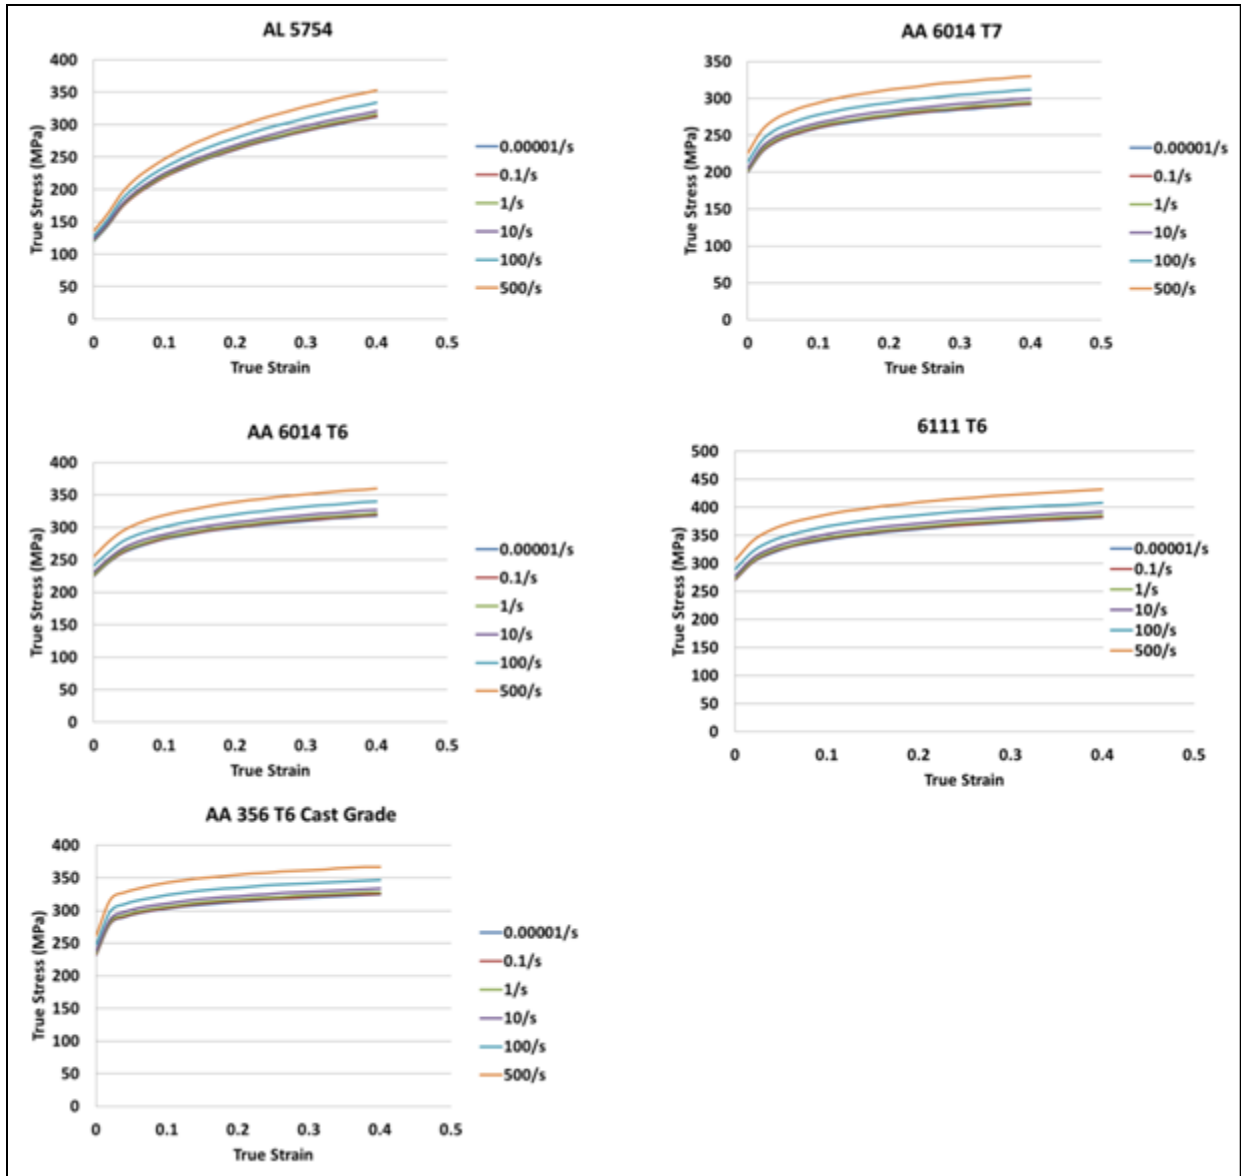 AL 5754
True Stress (MPa)
400
350
300
250
200
150
100
50
0
0 0.1 0.2 0.3 0.4 0.5
True Strain
0.00001/s
0.1/s
1/s
10/s
100/s
500/s
AA 6014 T7
True Stress (MPa)
350
300
250
200
150
100
50
0
0 0.1 0.2 0.3 0.4 0.5
True Strain
0.00001/s
0.1/s
1/s
10/s
100/s
500/s
AA 6014 T6
True Stress (MPa)
400
350
300
250
200
150
100
50
0
0 0.1 0.2 0.3 0.4 0.5
True Strain
0.00001/s
0.1/s
1/s
10/s
100/s
500/s
6111 T6
True Stress (MPa)
500
450
400
350
300
250
200
150
100
50
0
0 0.1 0.2 0.3 0.4 0.5
True Strain
0.00001/s
0.1/s
1/s
10/s
100/s
500/s
AA 356 T6 Cast Grade
True Stress (MPa)
400
350
300
250
200
150
100
50
0
0 0.1 0.2 0.3 0.4 0.5
True Strain
0.00001/s
0.1/s
1/s
10/s
100/s
500/s